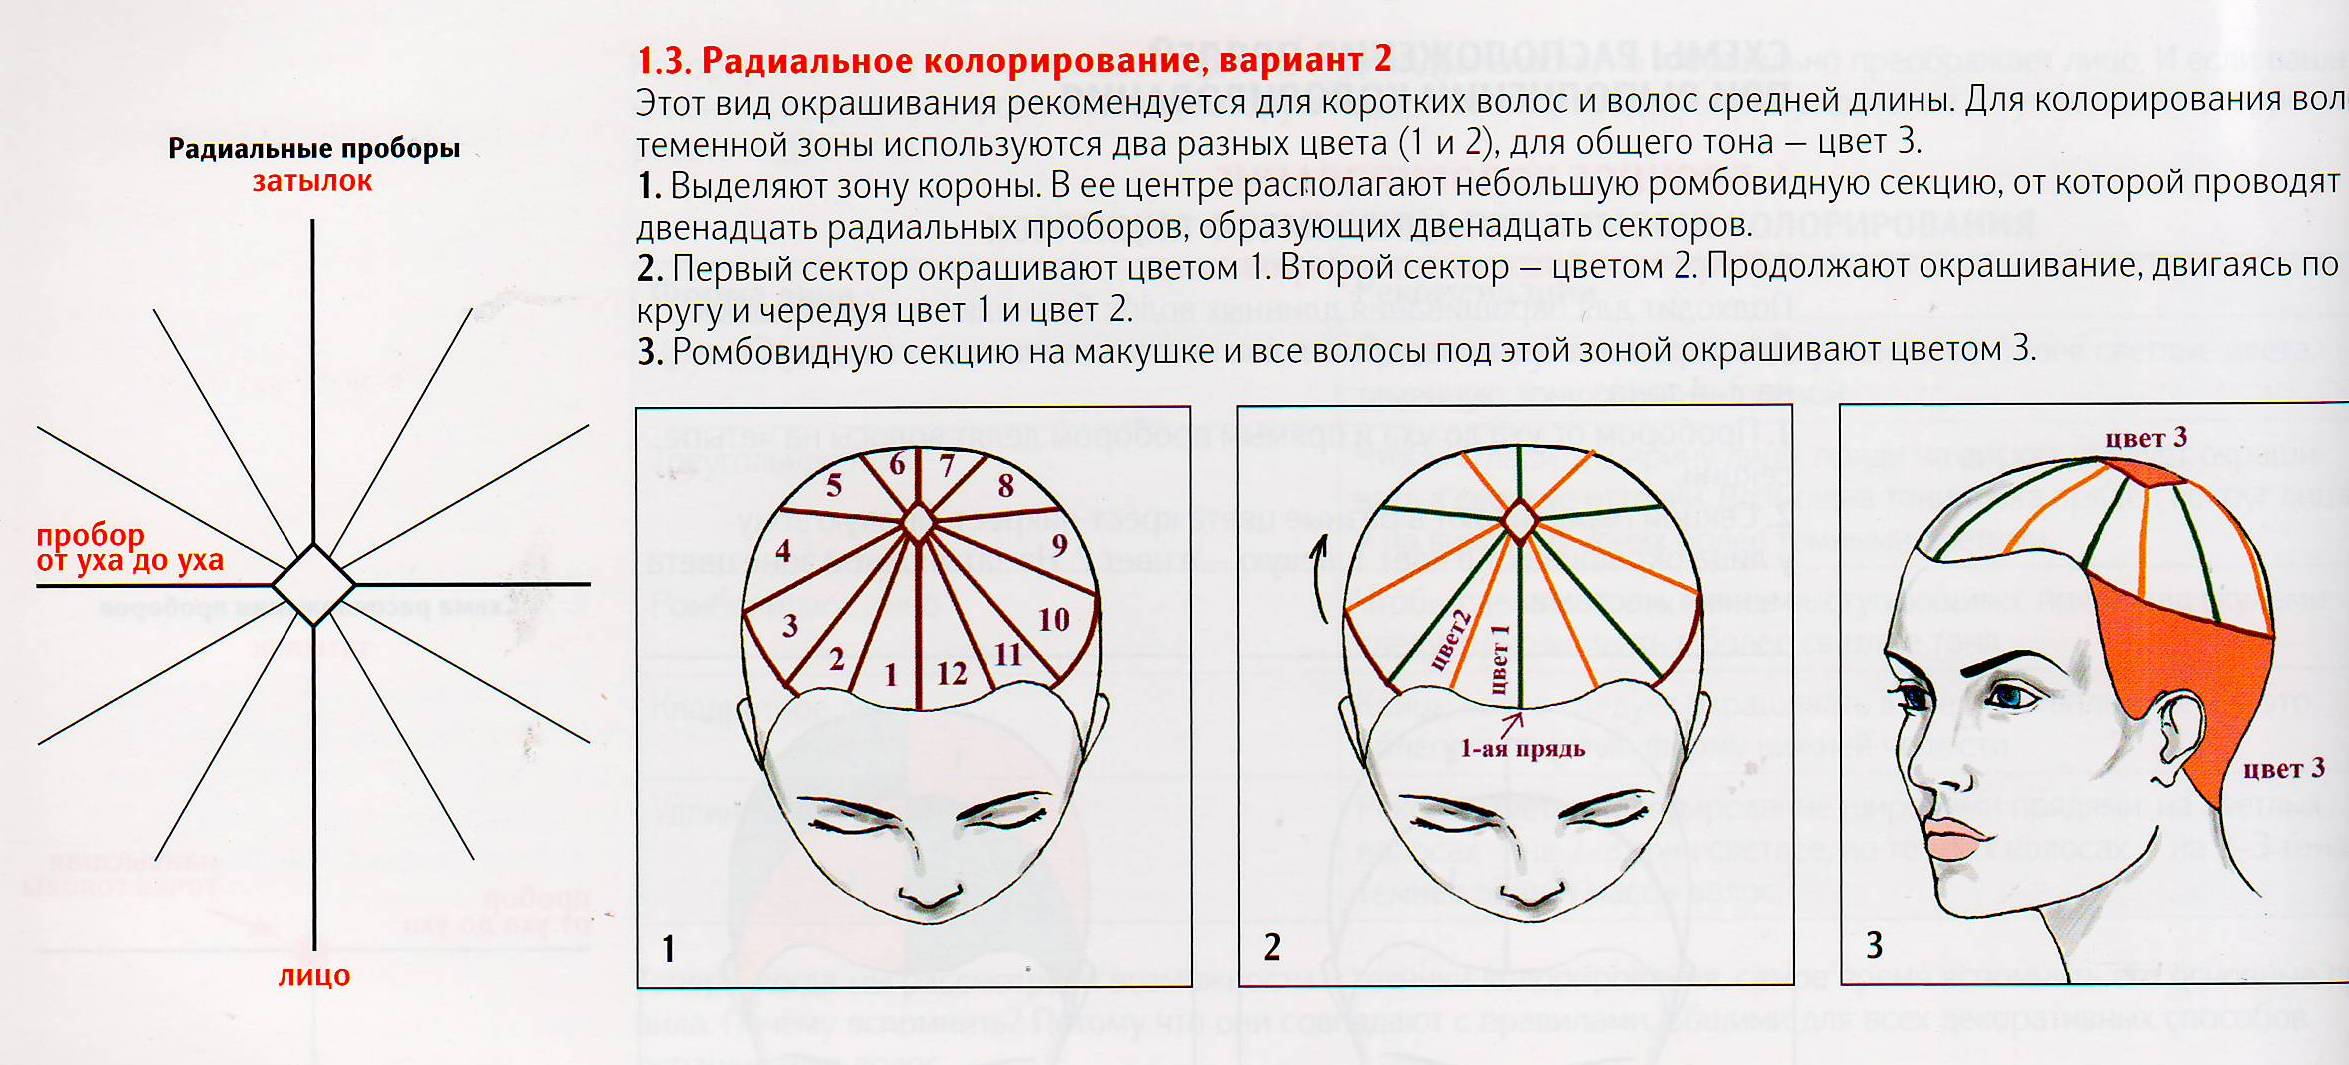 Радиальные проборы
затылок
пробор
от уха до уха
лицо
1.3. Радиальное колорирование, вариант 2
Этот вид окрашивания рекомендуется для коротких волос и волос средней длины. Для колорирования вол
теменной зоны используются два разных цвета (1 и 2), для общего тона – цвет 3.
1. Выделяют зону короны. В ее центре располагают небольшую ромбовидную секцию, от которой проводят
двенадцать радиальных проборов, образующих двенадцать секторов.
2. Первый сектор окрашивают цветом 1. Второй сектор – цветом 2. Продолжают окрашивание, двигаясь по
кругу и чередуя цвет 1 и цвет 2.
3. Ромбовидную секцию на макушке и все волосы под этой зоной окрашивают цветом 3.
5 6 7 8
4 9
3 10
2 1 12 11
1
цвет2
цвет 1
1-ая прядь
2
цвет 3
цвет 3
3